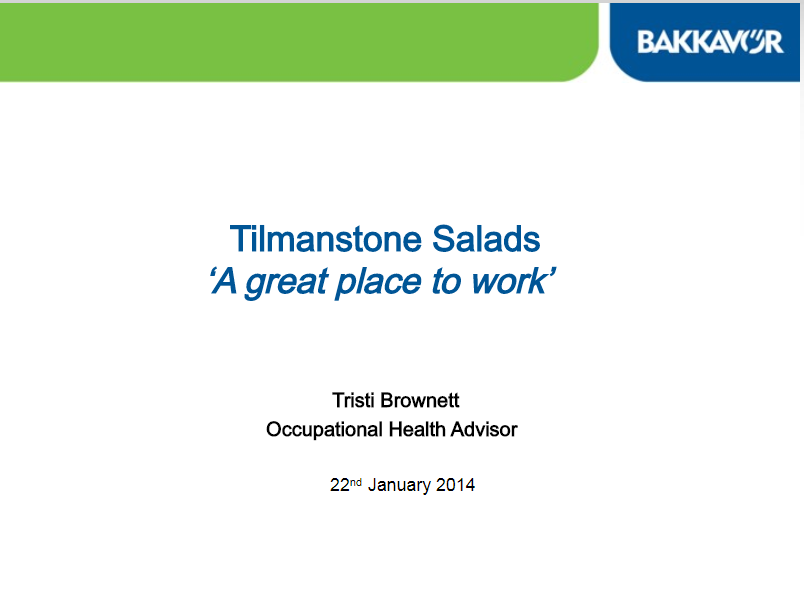 BAKKAVÖR
Tilmanstone Salads
‘A great place to work’
Tristi Brownett
Occupational Health Advisor
22nd January 2014